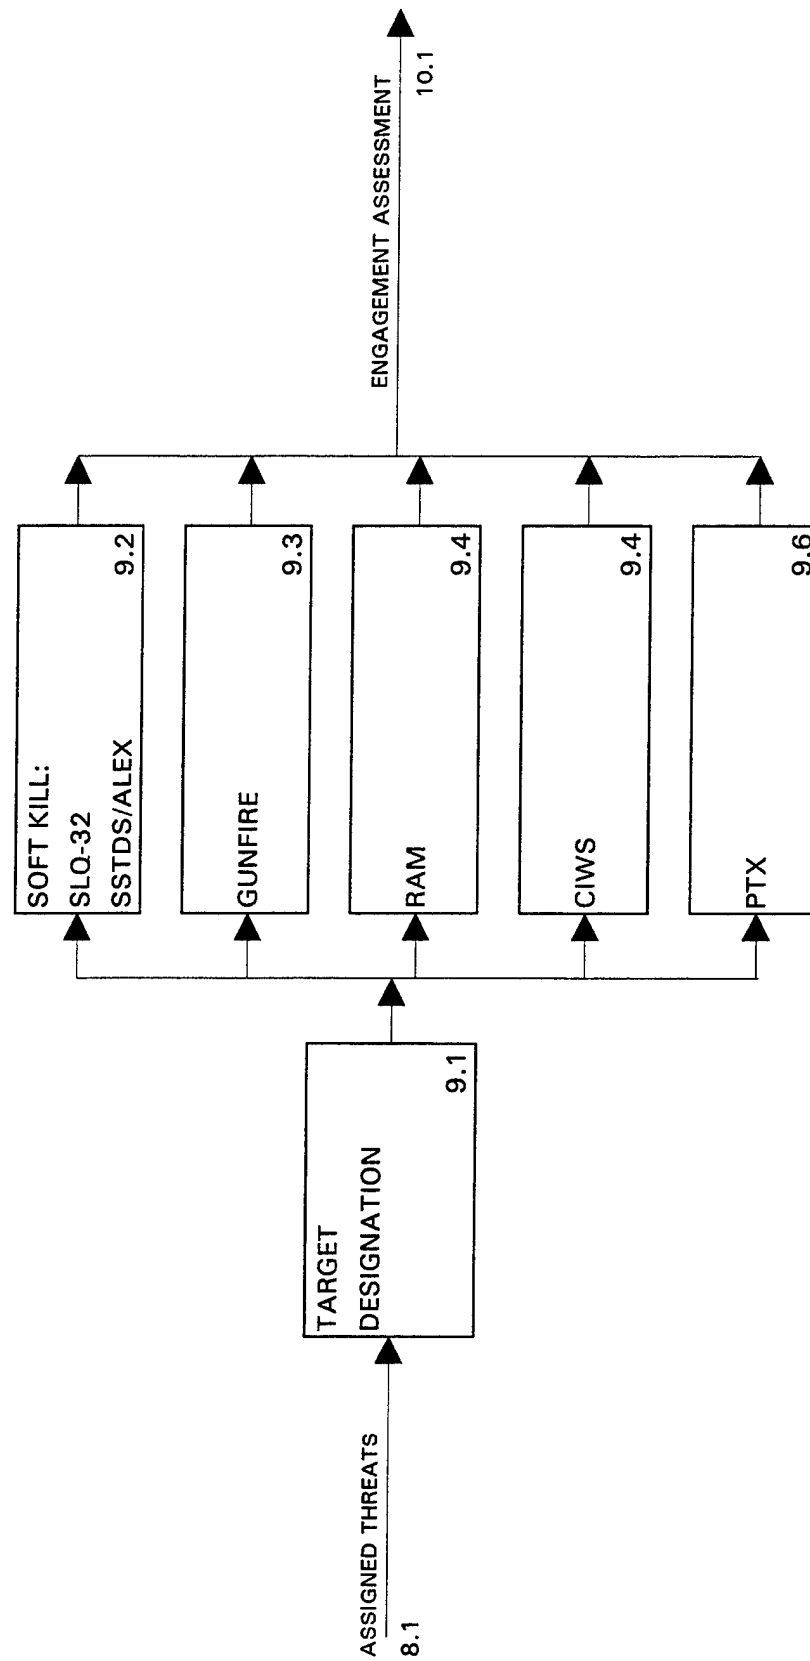 ASSIGNED THREATS
8.1
TARGET
DESIGNATION
9.1
SOFT KILL:
SLQ-32
SSTDS/ALEX
9.2
GUNFIRE
9.3
RAM
9.4
CIWS
9.4
PTX
9.6
ENGAGEMENT ASSESSMENT
10.1